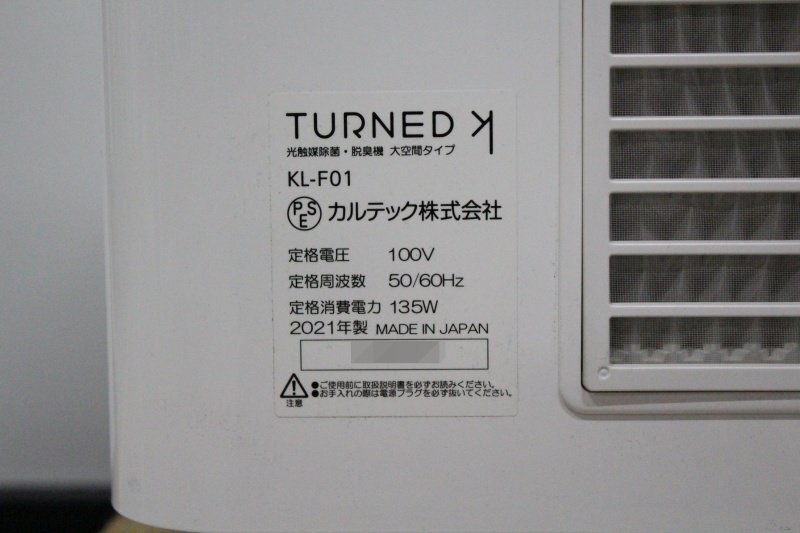 TURNED K
光触媒除菌・脱臭機 大空間タイプ
KL-F01
PSE カルテック株式会社
定格電圧 100V
定格周波数 50/60Hz
定格消費電力 135W
2021年製 MADE IN JAPAN
●ご使用前に取扱説明書を必ずお読みください。
●お手入れの際は電源プラグを必ず抜いてください。
注意